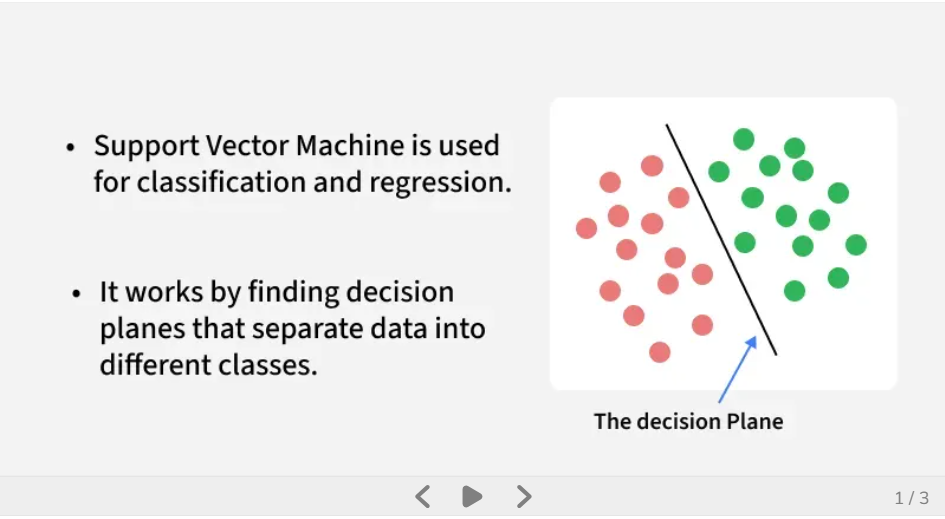 • Support Vector Machine is used
for classification and regression.
• It works by finding decision
planes that separate data into
different classes.
The decision Plane
1 / 3